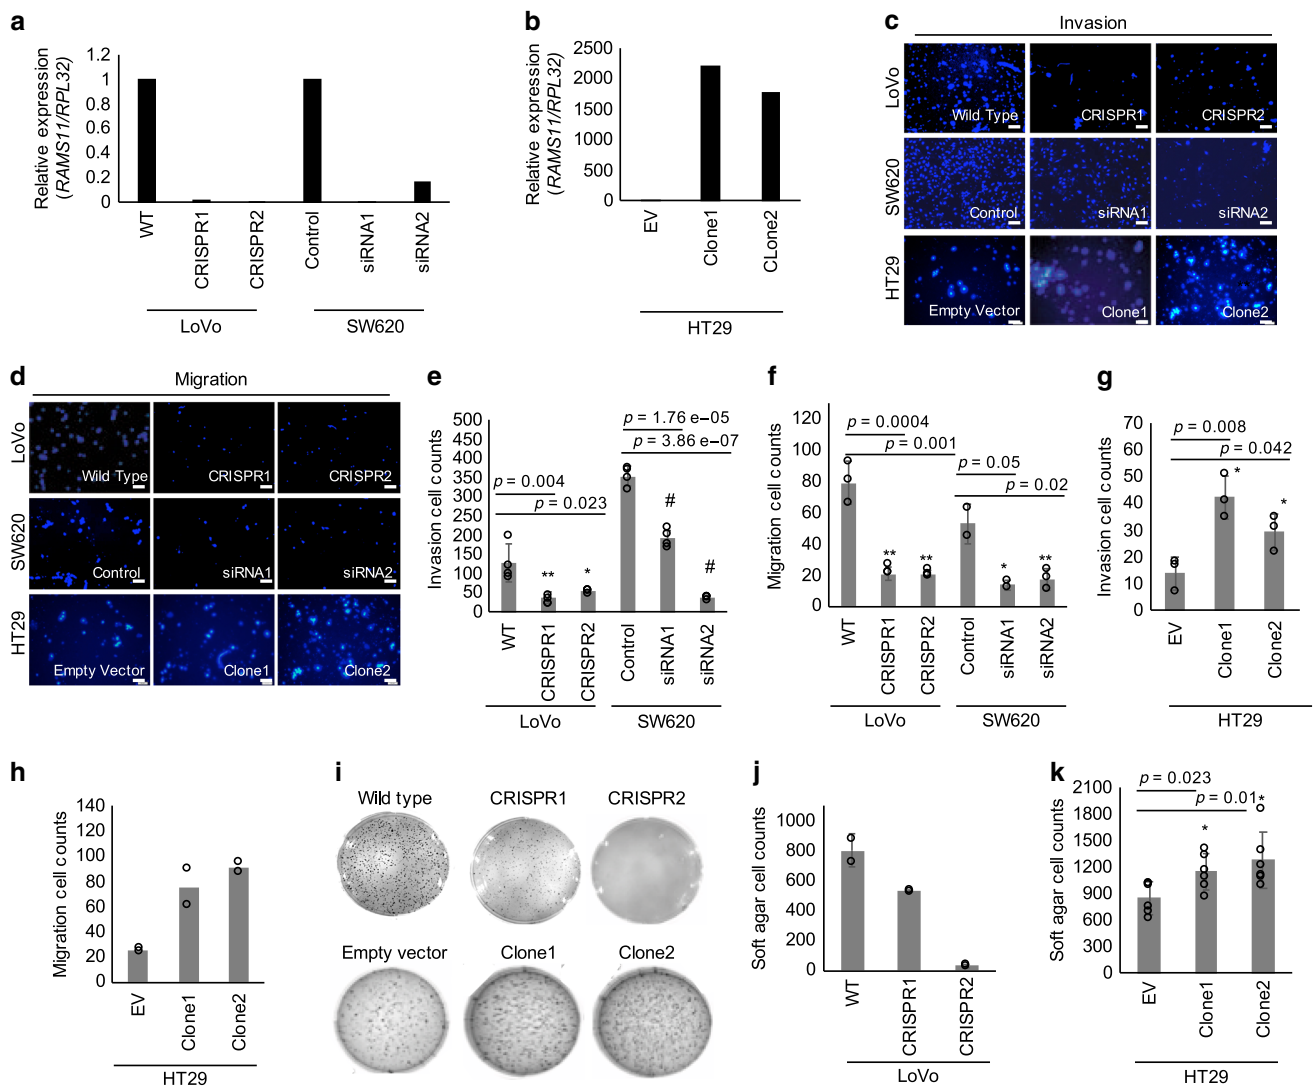 a
Relative expression
(RAMS11/RPL32)
1.2
1
0.8
0.6
0.4
0.2
0
WT
CRISPR1
CRISPR2
Control
siRNA1
siRNA2
LoVo
SW620
b
Relative expression
(RAMS11/RPL32)
2500
2000
1500
1000
500
0
EV
Clone1
CLone2
HT29
c
Invasion
LoVo
Wild Type
CRISPR1
CRISPR2
SW620
Control
siRNA1
siRNA2
HT29
Empty Vector
Clone1
Clone2
d
Migration
LoVo
Wild Type
CRISPR1
CRISPR2
SW620
Control
siRNA1
siRNA2
HT29
Empty Vector
Clone1
Clone2
e
Invasion cell counts
500
450
400
350
300
250
200
150
100
50
0
p = 1.76 e−05
p = 3.86 e−07
p = 0.004
p = 0.023
**
*
#
#
WT
CRISPR1
CRISPR2
Control
siRNA1
siRNA2
LoVo
SW620
f
Migration cell counts
120
100
80
60
40
20
0
p = 0.0004
p = 0.001
p = 0.05
p = 0.02
**
**
*
**
WT
CRISPR1
CRISPR2
Control
siRNA1
siRNA2
LoVo
SW620
g
Invasion cell counts
70
60
50
40
30
20
10
0
p = 0.008
p = 0.042
*
*
EV
Clone1
Clone2
HT29
h
Migration cell counts
140
120
100
80
60
40
20
0
EV
Clone1
Clone2
HT29
i
Wild type
CRISPR1
CRISPR2
Empty vector
Clone1
Clone2
j
Soft agar cell counts
1000
800
600
400
200
0
WT
CRISPR1
CRISPR2
LoVo
k
Soft agar cell counts
2100
1800
1500
1200
900
600
300
0
p = 0.023
p = 0.01
*
*
EV
Clone1
Clone2
HT29